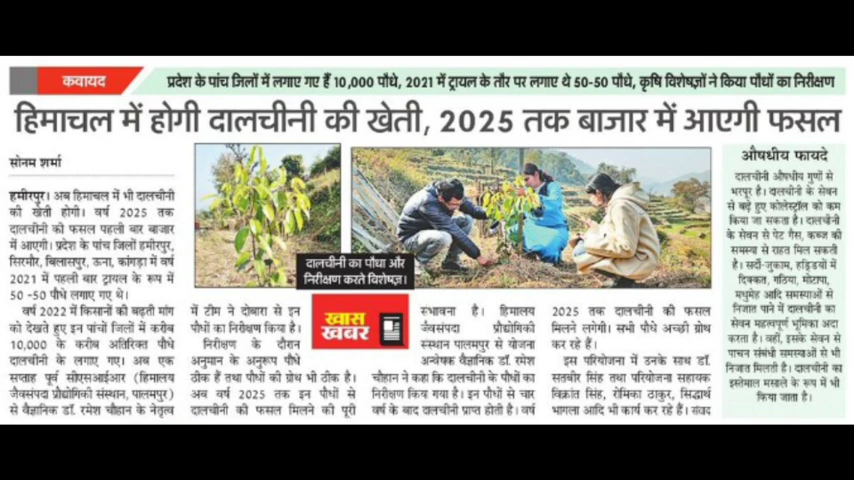 कवायद
प्रदेश के पांच जिलों में लगाए गए हैं 10,000 पौधे, 2021 में ट्रायल के तौर पर लगाए थे 50-50 पौधे, कृषि विशेषज्ञों ने किया पौधों का निरीक्षण
हिमाचल में होगी दालचीनी की खेती, 2025 तक बाजार में आएगी फसल
सोनम शर्मा
हमीरपुर। अब हिमाचल में भी दालचीनी
की खेती होगी। वर्ष 2025 तक
दालचीनी की फसल पहली बार बाजार
में आएगी। प्रदेश के पांच जिलों हमीरपुर,
सिरमौर, बिलासपुर, ऊना, कांगड़ा में वर्ष
2021 में पहली बार ट्रायल के रूप में
50 -50 पौधे लगाए गए थे।
वर्ष 2022 में किसानों की बढ़ती मांग
को देखते हुए इन पांचों जिलों में करीब
10,000 के करीब अतिरिक्त पौधे
दालचीनी के लगाए गए। अब एक
सप्ताह पूर्व सीएसआईआर (हिमालय
जैवसंपदा प्रौद्योगिकी संस्थान, पालमपुर)
से वैज्ञानिक डॉ. रमेश चौहान के नेतृत्व
दालचीनी का पौधा और
निरीक्षण करते विशेषज्ञ।
में टीम ने दोबारा से इन
पौधों का निरीक्षण किया है।
निरीक्षण के दौरान
अनुमान के अनुरूप पौधे
ठीक हैं तथा पौधों की ग्रोथ भी ठीक है।
अब वर्ष 2025 तक इन पौधों से
दालचीनी की फसल मिलने की पूरी
खास
खबर
संभावना है। हिमालय
जैवसंपदा प्रौद्योगिकी
संस्थान पालमपुर से योजना
अन्वेषक वैज्ञानिक डॉ. रमेश
चौहान ने कहा कि दालचीनी के पौधों का
निरीक्षण किय गया है। इन पौधों से चार
वर्ष के बाद दालचीनी प्राप्त होती है। वर्ष
2025 तक दालचीनी की फसल
मिलने लगेगी। सभी पौधे अच्छी ग्रोथ
कर रहे हैं।
इस परियोजना में उनके साथ डॉ.
सतबीर सिंह तथा परियोजना सहायक
विक्रांत सिंह, रोमिका ठाकुर, सिद्धार्थ
भागला आदि भी कार्य कर रहे हैं। संवद
औषधीय फायदे
दालचीनी औषधीय गुणों से
भरपूर है। दालचीनी के सेवन
से बढ़े हुए कोलेस्ट्रॉल को कम
किया जा सकता है। दालचीनी
के सेवन से पेट गैस, कब्ज की
समस्या से राहत मिल सकती
है। सर्दी-जुकाम, हड्डियों में
दिक्कत, गठिया, मोटापा,
मधुमेह आदि समस्याओं से
निजात पाने में दालचीनी का
सेवन महत्वपूर्ण भूमिका अदा
करता है। वहीं, इसके सेवन से
पाचन संबंधी समस्याओं से भी
निजात मिलती है। दालचीनी का
इस्तेमाल मसाले के रूप में भी
किया जाता है।